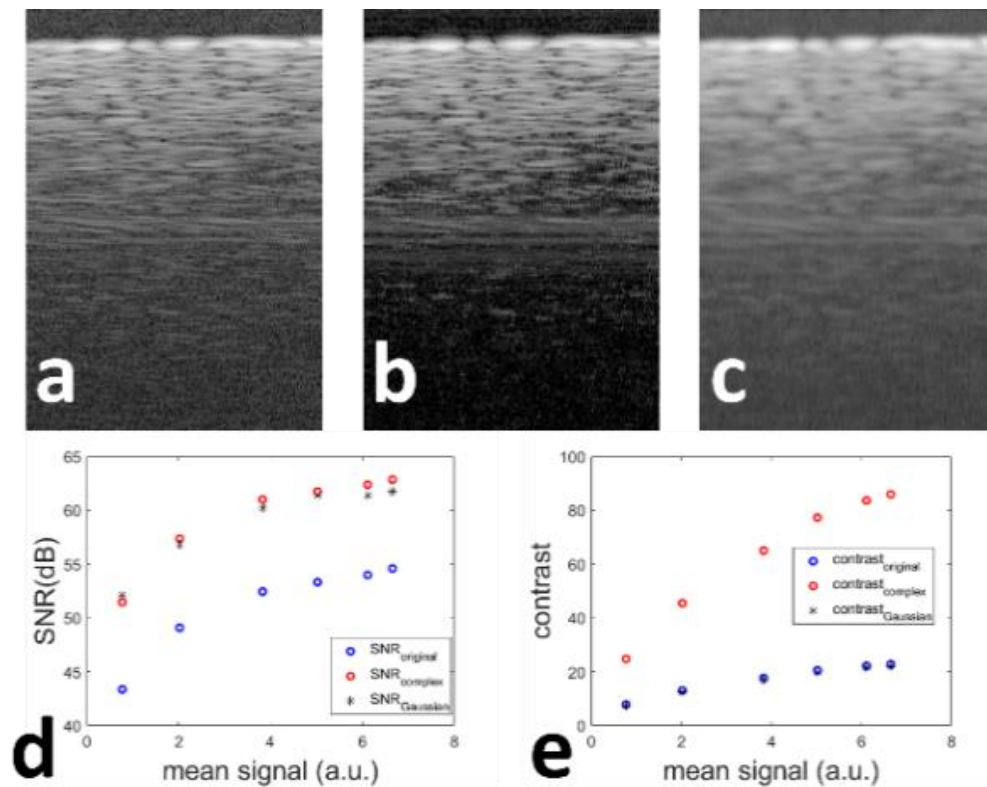 a b c
65
60
55
50
45
40
0 2 4 6 8
SNR(dB)
mean signal (a.u.)
SNRoriginal
SNRcomplex
SNRGaussian
d
100
80
60
40
20
0
0 2 4 6 8
contrast
mean signal (a.u.)
contrastoriginal
contrastcomplex
contrastGaussian
e